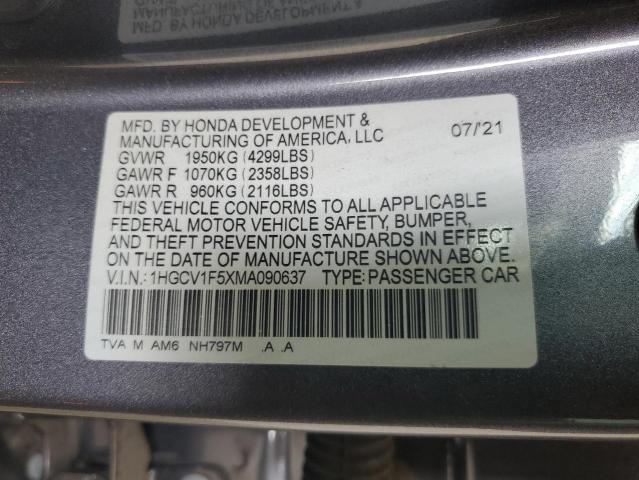 MFD. BY HONDA DEVELOPMENT &
MANUFACTURING OF AMERICA, LLC 07/'21
GVWR 1950KG (4299LBS)
GAWR F 1070KG (2358LBS)
GAWR R 960KG (2116LBS)
THIS VEHICLE CONFORMS TO ALL APPLICABLE
FEDERAL MOTOR VEHICLE SAFETY, BUMPER,
AND THEFT PREVENTION STANDARDS IN EFFECT
ON THE DATE OF MANUFACTURE SHOWN ABOVE.
V.I.N.: 1HGCV1F5XMA090637 TYPE: PASSENGER CAR
TVA M AM6 NH797M .A .A